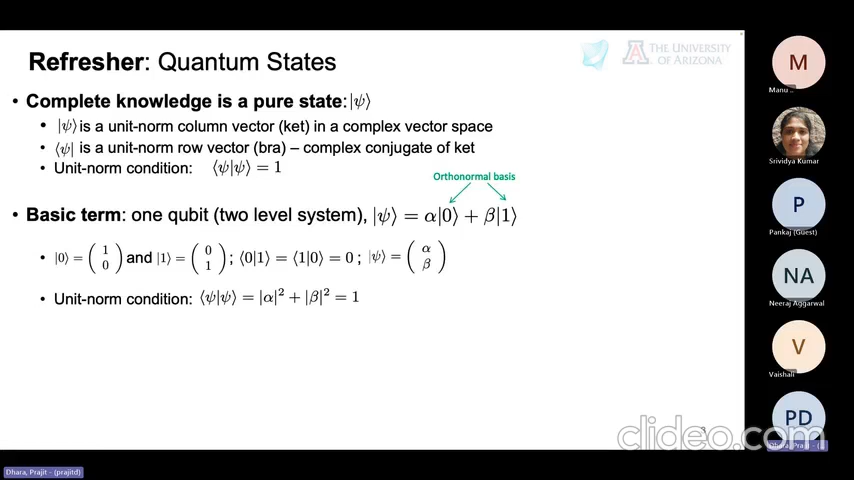 Refresher: Quantum States
THE UNIVERSITY
OF ARIZONA
• Complete knowledge is a pure state: |ψ⟩
• |ψ⟩ is a unit-norm column vector (ket) in a complex vector space
• ⟨ψ| is a unit-norm row vector (bra) – complex conjugate of ket
• Unit-norm condition: ⟨ψ|ψ⟩ = 1
Orthonormal basis
• Basic term: one qubit (two level system), |ψ⟩ = α|0⟩ + β|1⟩
• |0⟩ = (1 0) and |1⟩ = (0 1) ; ⟨0|1⟩ = ⟨1|0⟩ = 0 ; |ψ⟩ = (α β)
• Unit-norm condition: ⟨ψ|ψ⟩ = |α|² + |β|² = 1
M
Manu ..
Srividya Kumar
P
Pankaj (Guest)
NA
Neeraj Aggarwal
V
Vaishali
PD
Dhara, Prajit - (
clideo.com
Dhara, Prajit - (prajitd)